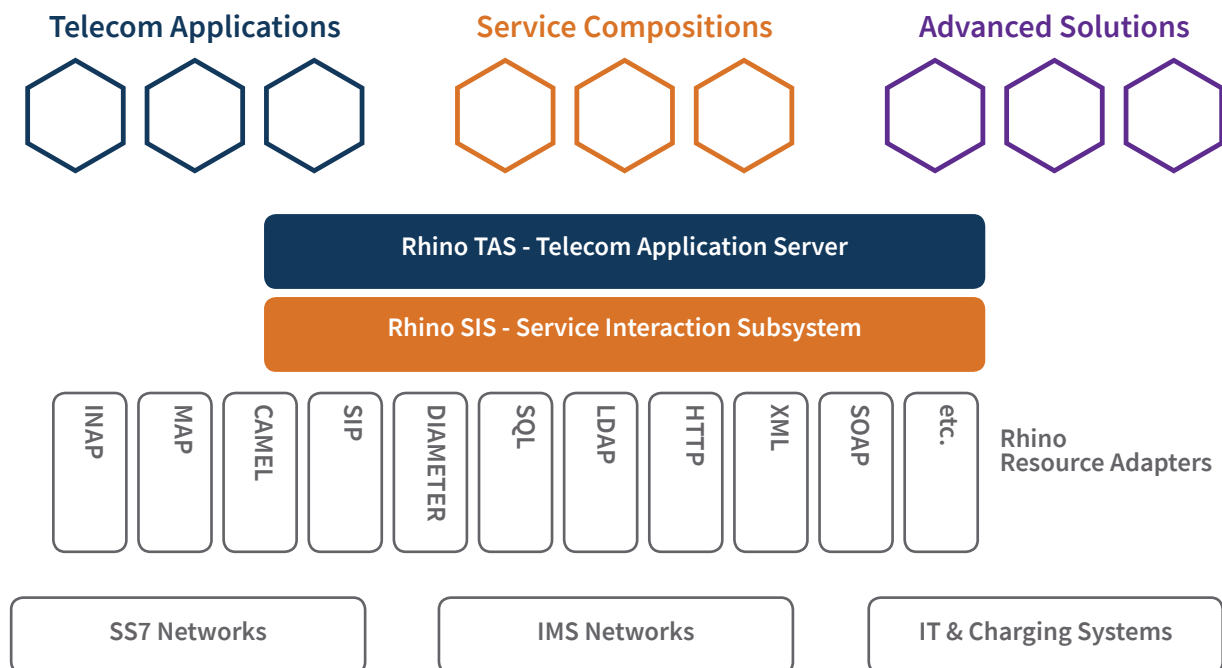 Telecom Applications
Service Compositions
Advanced Solutions
Rhino TAS - Telecom Application Server
Rhino SIS - Service Interaction Subsystem
INAP
MAP
CAMEL
SIP
DIAMETER
SQL
LDAP
HTTP
XML
SOAP
etc.
Rhino
Resource Adapters
SS7 Networks
IMS Networks
IT & Charging Systems